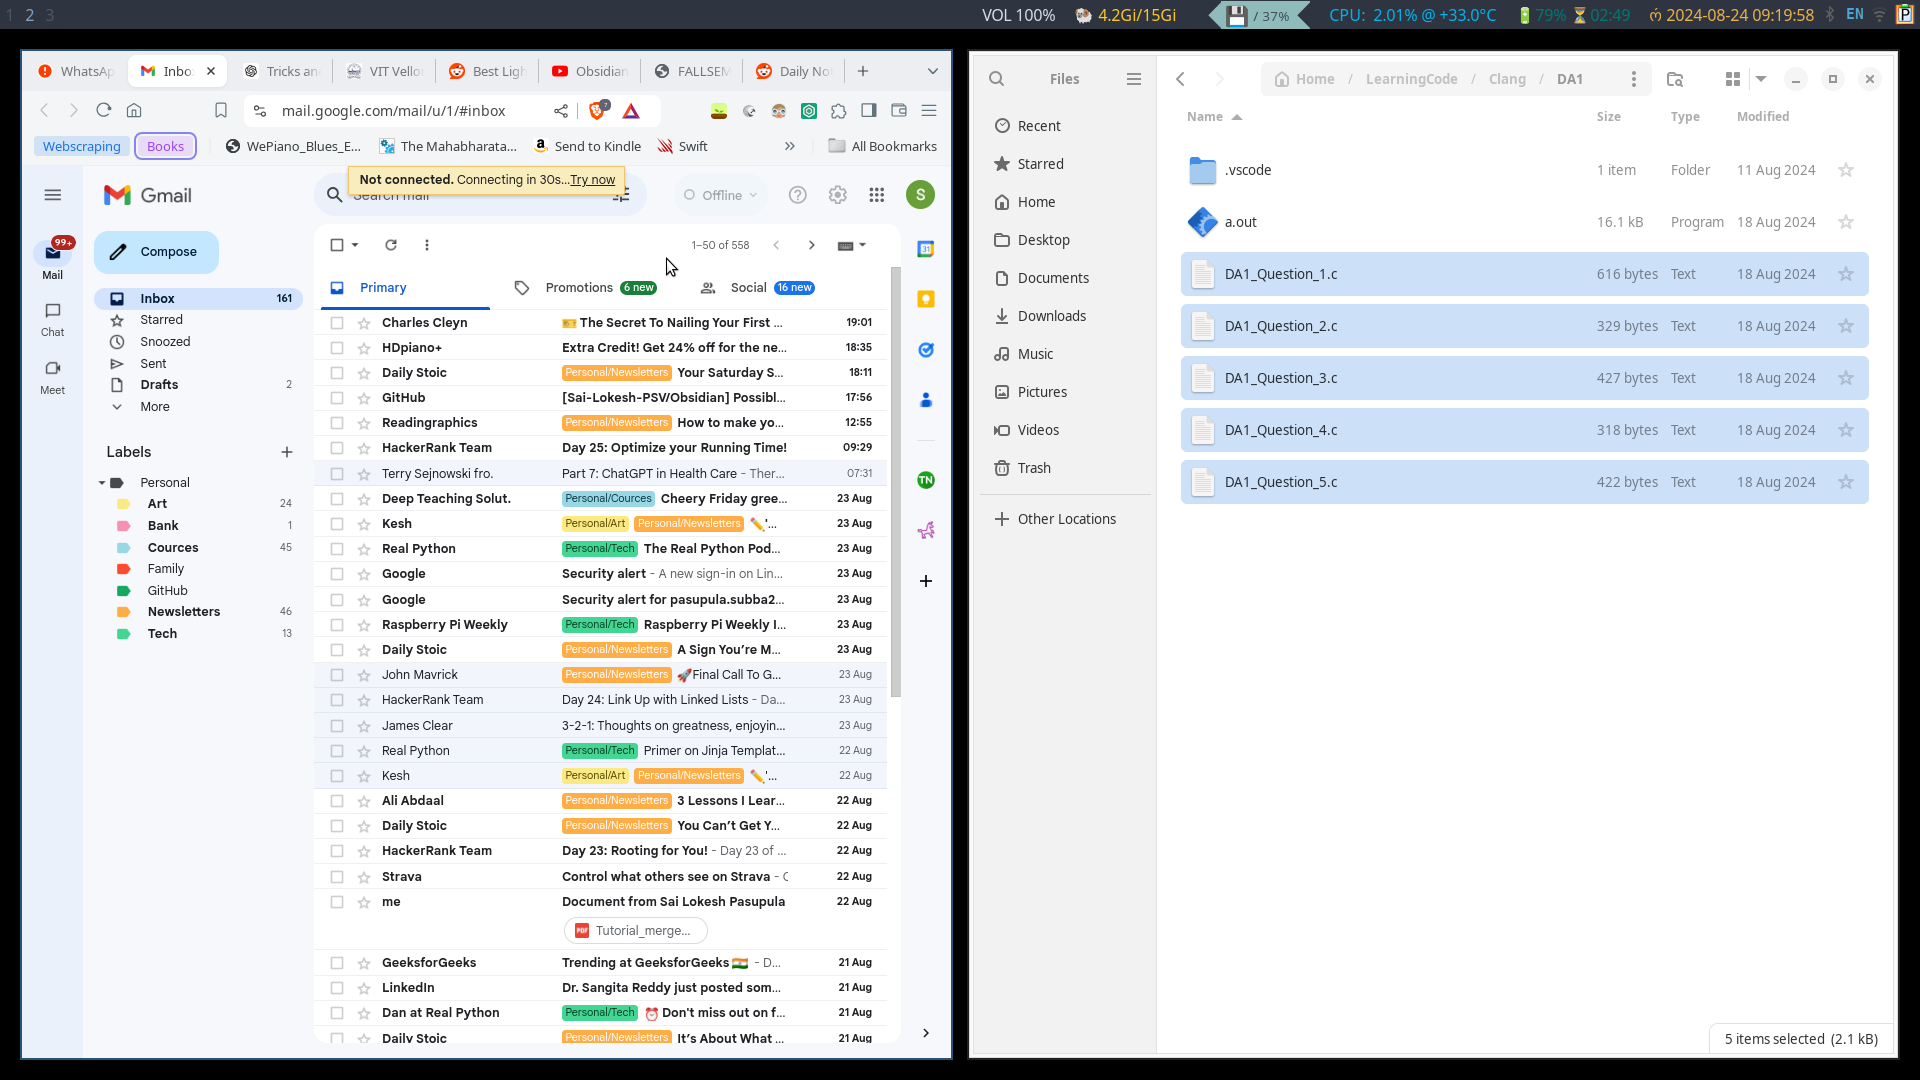 1 2 3
VOL 100% 4.2Gi/15Gi / 37% CPU: 2.01% @ +33.0°C 79% 02:49 2024-08-24 09:19:58 EN P
WhatsAp Inbo Tricks an VIT Vello Best Ligh Obsidian FALLSEM Daily No
mail.google.com/mail/u/1/#inbox 7
Webscraping Books WePiano_Blues_E... The Mahabharata... Send to Kindle Swift » All Bookmarks
Not connected. Connecting in 30s... Try now
Gmail Search mail Offline S
99+
Mail
Chat
Meet
Compose
Inbox 161
Starred
Snoozed
Sent
Drafts 2
More
Labels
Personal
Art 24
Bank 1
Cources 45
Family
GitHub
Newsletters 46
Tech 13
1–50 of 558
Primary Promotions 6 new Social 16 new
Charles Cleyn 🎫 The Secret To Nailing Your First ... 19:01
HDpiano+ Extra Credit! Get 24% off for the ne... 18:35
Daily Stoic Personal/Newsletters Your Saturday S... 18:11
GitHub [Sai-Lokesh-PSV/Obsidian] Possibl... 17:56
Readingraphics Personal/Newsletters How to make yo... 12:55
HackerRank Team Day 25: Optimize your Running Time! 09:29
Terry Sejnowski fro. Part 7: ChatGPT in Health Care - Ther... 07:31
Deep Teaching Solut. Personal/Cources Cheery Friday gree... 23 Aug
Kesh Personal/Art Personal/Newsletters ✏️'... 23 Aug
Real Python Personal/Tech The Real Python Pod... 23 Aug
Google Security alert - A new sign-in on Lin... 23 Aug
Google Security alert for pasupula.subba2... 23 Aug
Raspberry Pi Weekly Personal/Tech Raspberry Pi Weekly I... 23 Aug
Daily Stoic Personal/Newsletters A Sign You're M... 23 Aug
John Mavrick Personal/Newsletters 🚀Final Call To G... 23 Aug
HackerRank Team Day 24: Link Up with Linked Lists - Da... 23 Aug
James Clear 3-2-1: Thoughts on greatness, enjoyin... 23 Aug
Real Python Personal/Tech Primer on Jinja Templat... 22 Aug
Kesh Personal/Art Personal/Newsletters ✏️'... 22 Aug
Ali Abdaal Personal/Newsletters 3 Lessons I Lear... 22 Aug
Daily Stoic Personal/Newsletters You Can't Get Y... 22 Aug
HackerRank Team Day 23: Rooting for You! - Day 23 of ... 22 Aug
Strava Control what others see on Strava - C 22 Aug
me Document from Sai Lokesh Pasupula 22 Aug
PDF Tutorial_merge...
GeeksforGeeks Trending at GeeksforGeeks 🇮🇳 - D... 21 Aug
LinkedIn Dr. Sangita Reddy just posted som... 21 Aug
Dan at Real Python Personal/Tech ⏰ Don't miss out on f... 21 Aug
Daily Stoic Personal/Newsletters It's About What ... 21 Aug
31
TN
Files
Recent
Starred
Home
Desktop
Documents
Downloads
Music
Pictures
Videos
Trash
Other Locations
Home / LearningCode / Clang / DA1
Name Size Type Modified
.vscode 1 item Folder 11 Aug 2024
a.out 16.1 kB Program 18 Aug 2024
DA1_Question_1.c 616 bytes Text 18 Aug 2024
DA1_Question_2.c 329 bytes Text 18 Aug 2024
DA1_Question_3.c 427 bytes Text 18 Aug 2024
DA1_Question_4.c 318 bytes Text 18 Aug 2024
DA1_Question_5.c 422 bytes Text 18 Aug 2024
5 items selected (2.1 kB)